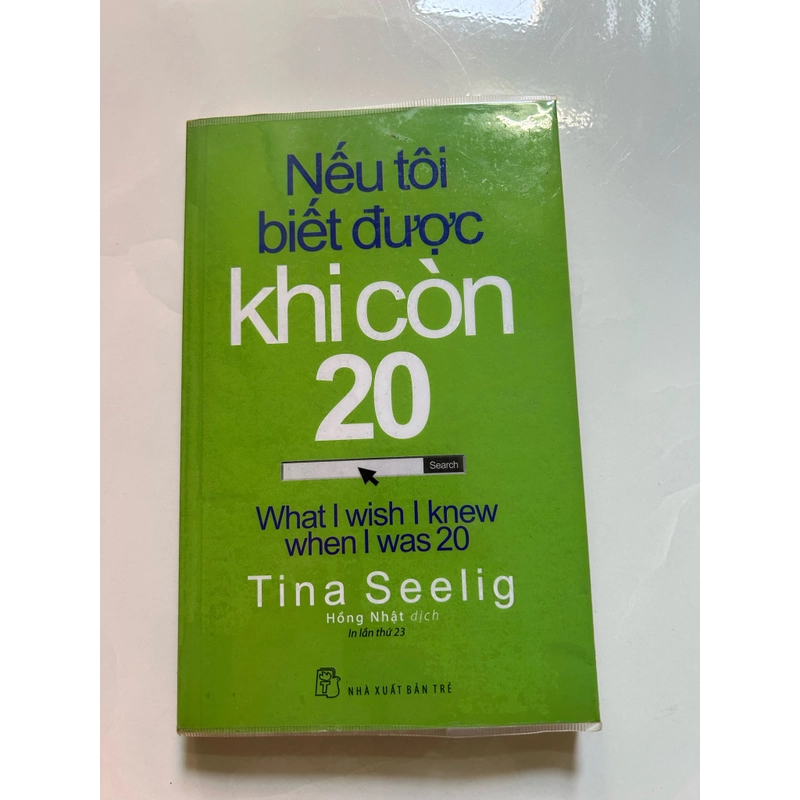 Nếu tôi
biết được
khi còn
20
Search
What I wish I knew
when I was 20
Tina Seelig
Hồng Nhật dịch
In lần thứ 23
T
NHÀ XUẤT BẢN TRẺ